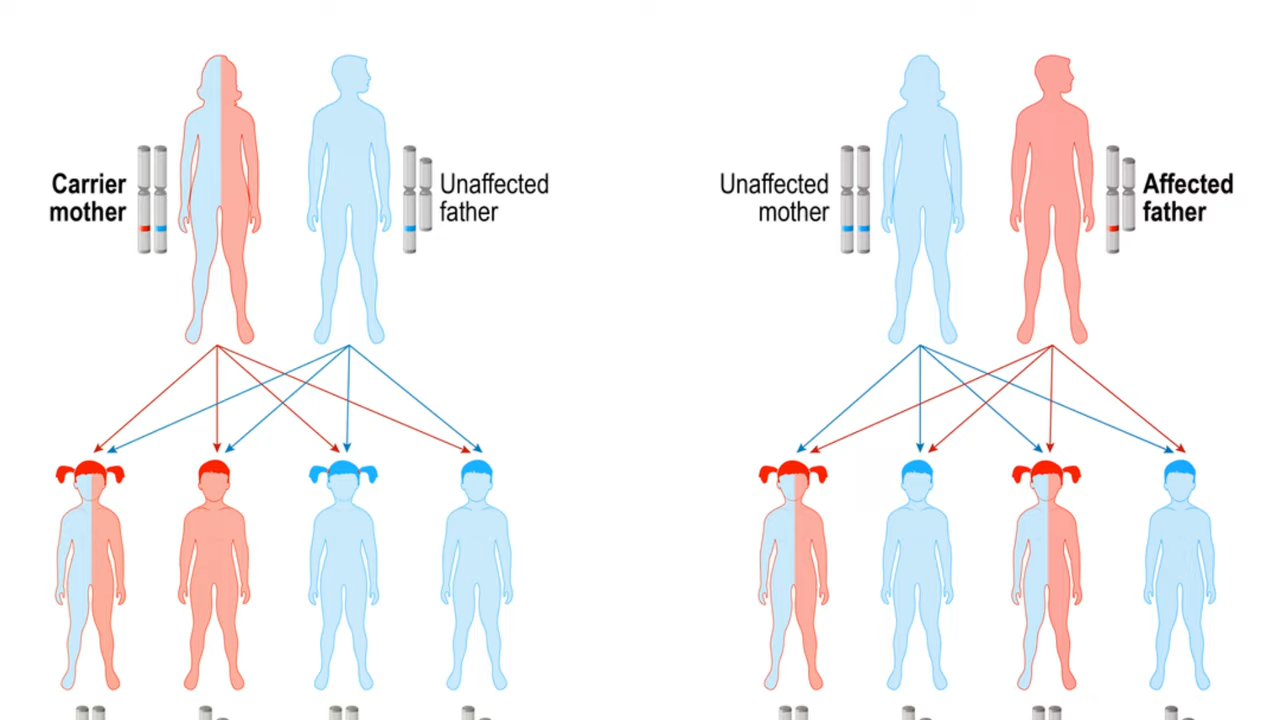 Carrier
mother
Unaffected
father
Unaffected
mother
Affected
father